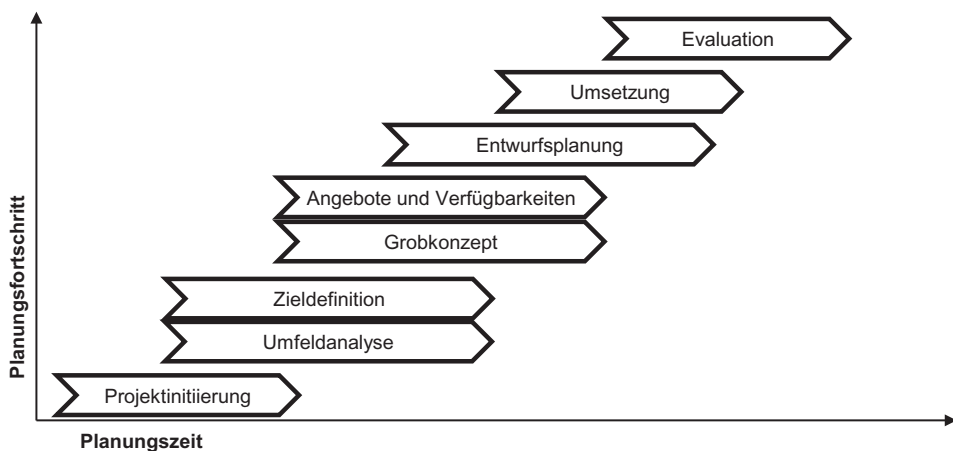 Evaluation
Umsetzung
Entwurfsplanung
Angebote und Verfügbarkeiten
Grobkonzept
Zieldefinition
Umfeldanalyse
Projektinitiierung
Planungsfortschritt
Planungszeit